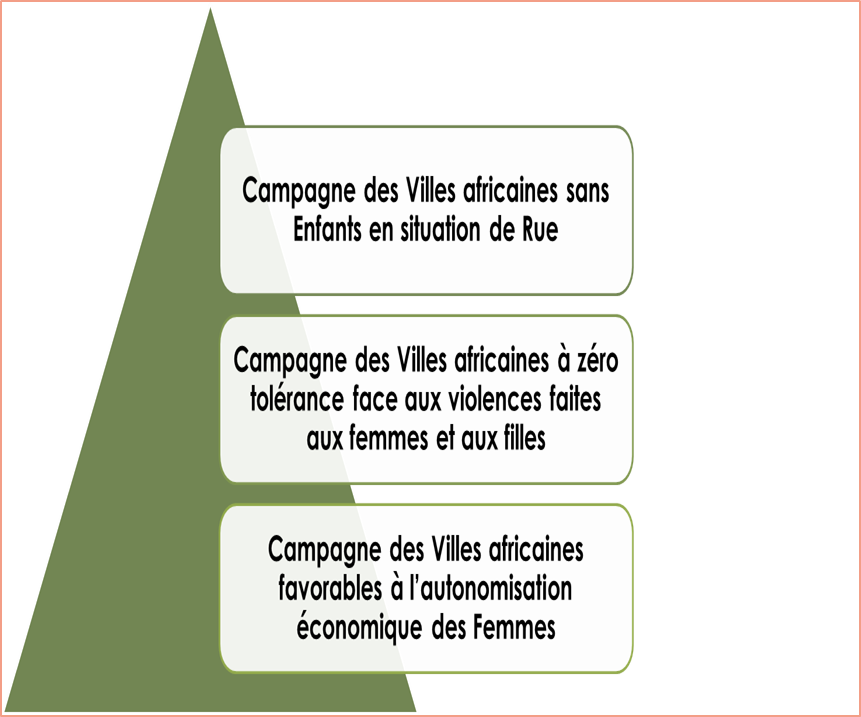 Campagne des Villes africaines sans
Enfants en situation de Rue
Campagne des Villes africaines à zéro
tolérance face aux violences faites
aux femmes et aux filles
Campagne des Villes africaines
favorables à l’autonomisation
économique des Femmes